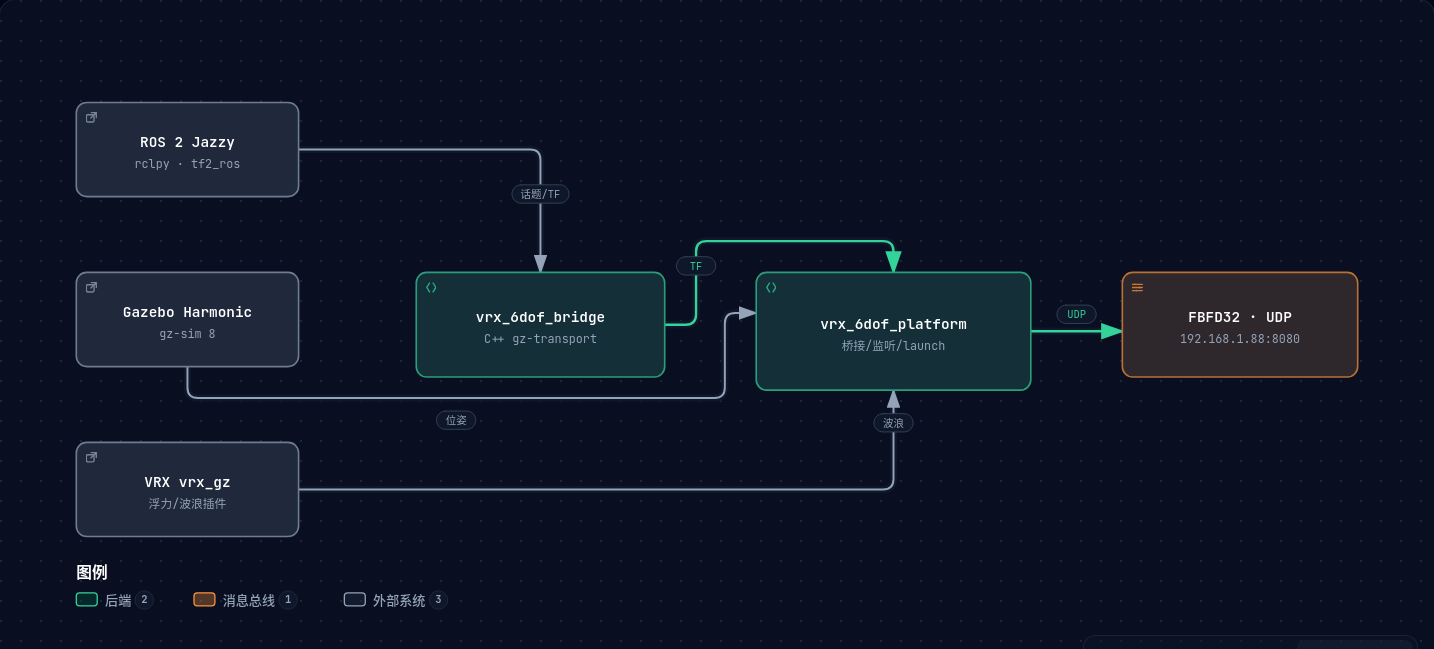 ROS 2 Jazzy
rclpy · tf2_ros
话题/TF
TF
Gazebo Harmonic
gz-sim 8
vrx_6dof_bridge
C++ gz-transport
vrx_6dof_platform
桥接/监听/launch
UDP
FBFD32 · UDP
192.168.1.88:8080
位姿
波浪
VRX vrx_gz
浮力/波浪插件
图例
后端 2 消息总线 1 外部系统 3